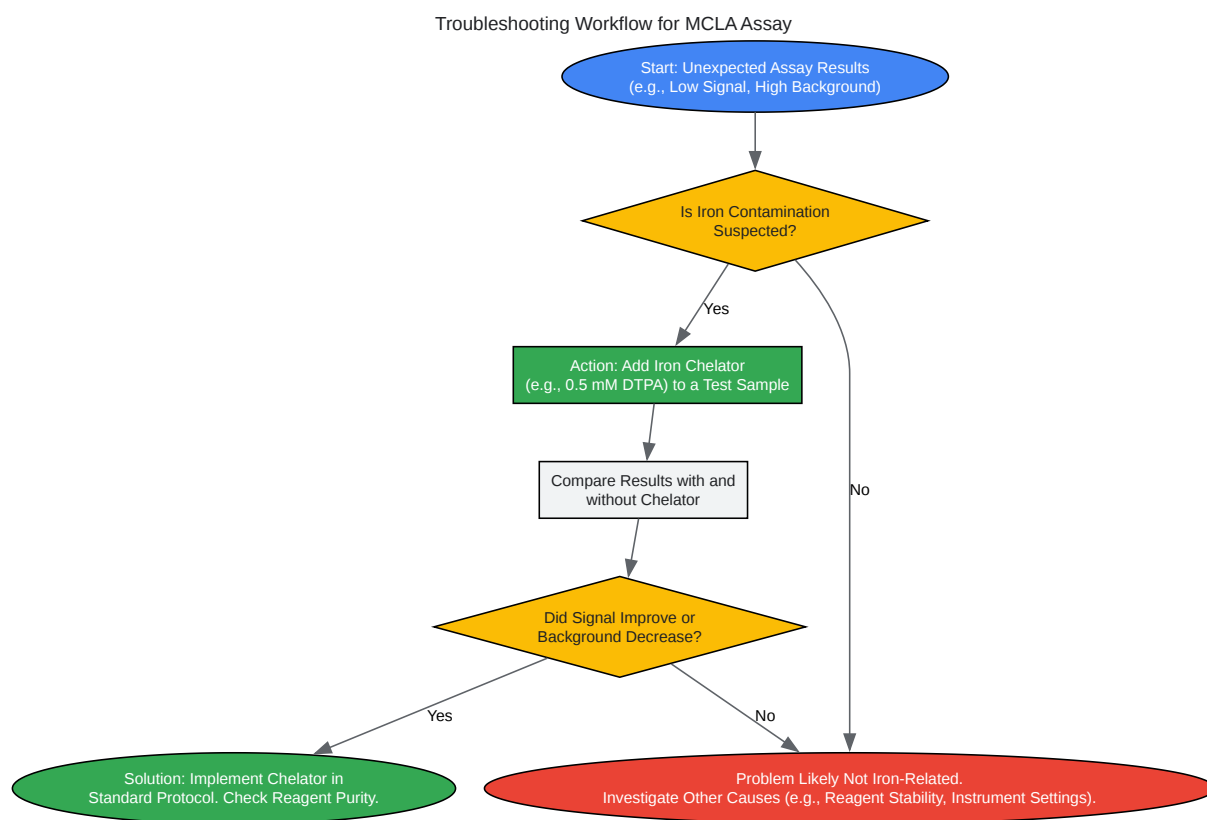 Troubleshooting Workflow for MCLA Assay
Start: Unexpected Assay Results
(e.g., Low Signal, High Background)
Is Iron Contamination
Suspected?
Yes
Action: Add Iron Chelator
(e.g., 0.5 mM DTPA) to a Test Sample
Compare Results with and
without Chelator
No
Did Signal Improve or
Background Decrease?
Yes
No
Solution: Implement Chelator in
Standard Protocol. Check Reagent Purity.
Problem Likely Not Iron-Related.
Investigate Other Causes (e.g., Reagent Stability, Instrument Settings).